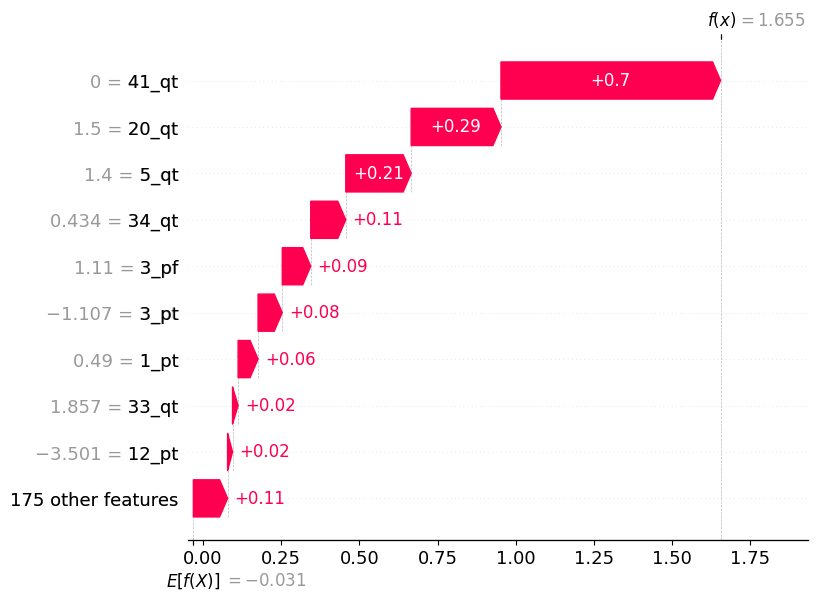 f(x) = 1.655
0 = 41_qt
+0.7
1.5 = 20_qt
+0.29
1.4 = 5_qt
+0.21
0.434 = 34_qt
+0.11
1.11 = 3_pf
+0.09
−1.107 = 3_pt
+0.08
0.49 = 1_pt
+0.06
1.857 = 33_qt
+0.02
−3.501 = 12_pt
+0.02
175 other features
+0.11
0.00 0.25 0.50 0.75 1.00 1.25 1.50 1.75
E[f(X)] = −0.031